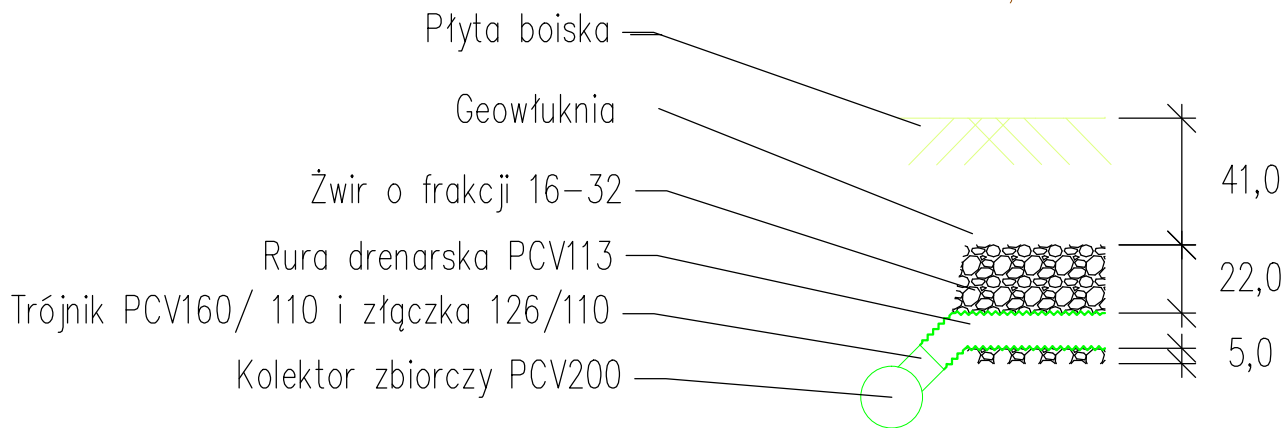 Płyta boiska
Geowłuknia
Żwir o frakcji 16-32
Rura drenarska PCV113
Trójnik PCV160/ 110 i złączka 126/110
Kolektor zbiorczy PCV200
41,0
22,0
5,0